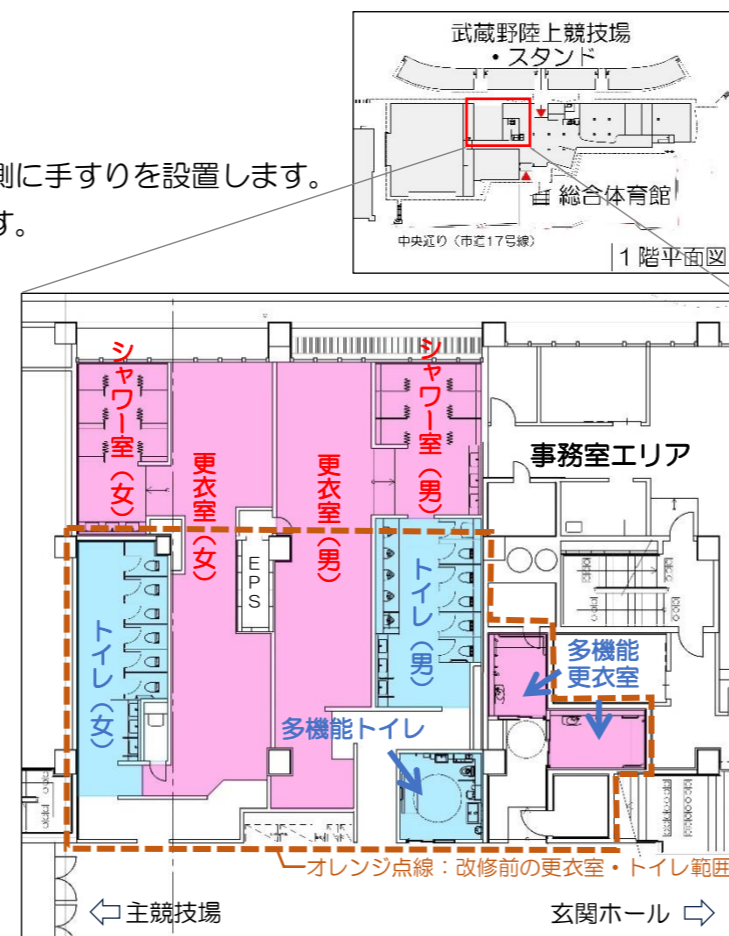 武蔵野陸上競技場
・スタンド
総合体育館
中央通り（市道17号線）
1階平面図
側に手すりを設置します。
す。
シャワー室（女）
更衣室（女）
更衣室（男）
シャワー室（男）
事務室エリア
EPS
トイレ（女）
トイレ（男）
多機能
更衣室
多機能トイレ
オレンジ点線：改修前の更衣室・トイレ範囲
主競技場
玄関ホール